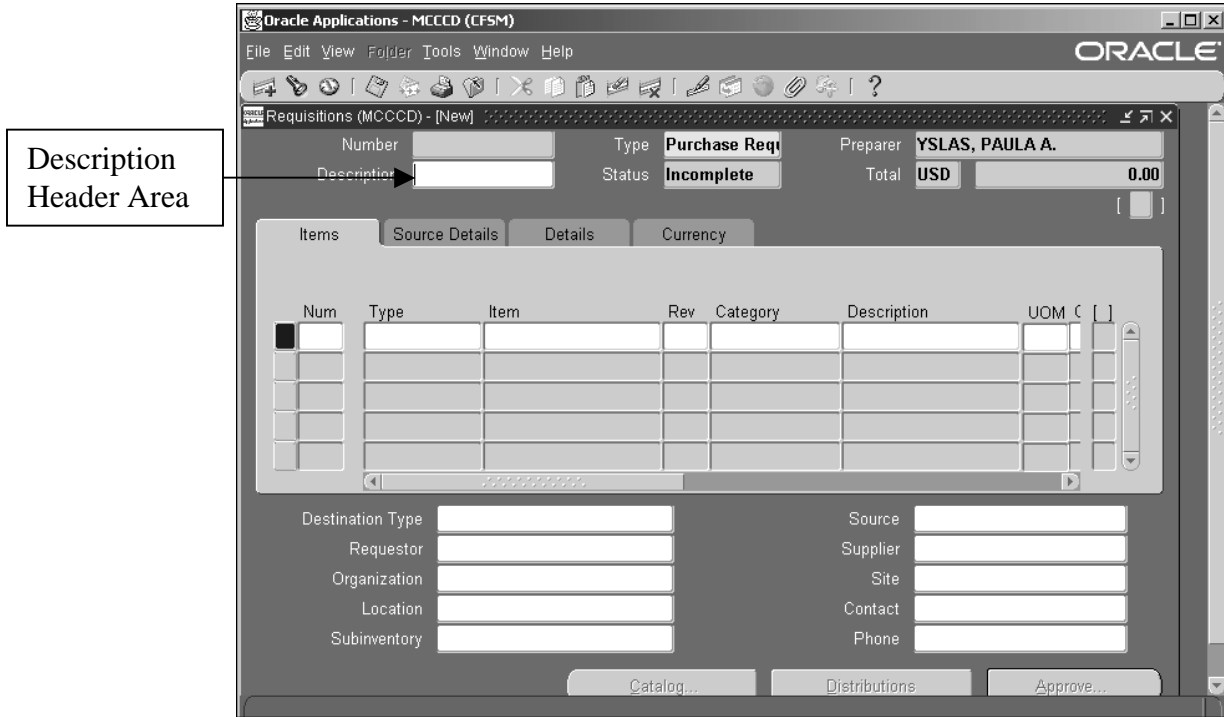 Oracle Applications - MCCCD (CFSM)
File Edit View Folder Tools Window Help
ORACLE
Requisitions (MCCCD) - [New]
Number
Type Purchase Requ
Preparer YSLAS, PAULA A.
Description
Header Area
Description
Status Incomplete
Total USD 0.00
[ ]
Items Source Details Details Currency
Num Type Item Rev Category Description UOM [ ]
Destination Type
Source
Requestor
Supplier
Organization
Site
Location
Contact
Subinventory
Phone
Catalog... Distributions Approve...